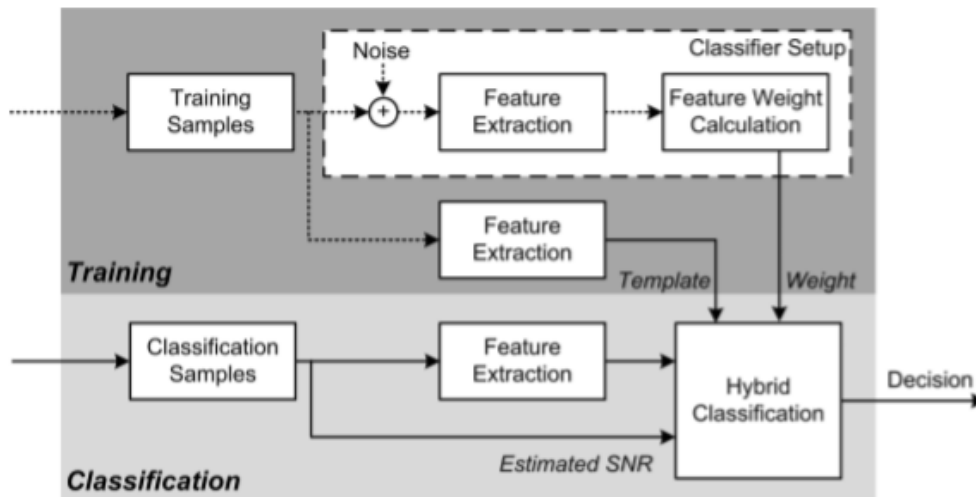 Noise
Classifier Setup
Training
Samples
+
Feature
Extraction
Feature Weight
Calculation
Feature
Extraction
Training
Template
Weight
Classification
Samples
Feature
Extraction
Hybrid
Classification
Decision
Estimated SNR
Classification